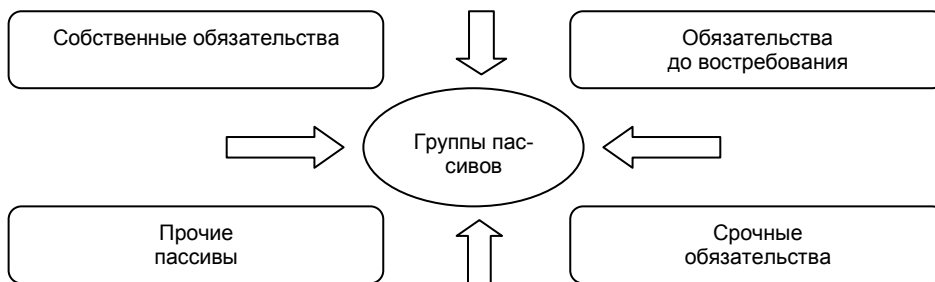 Собственные обязательства
Обязательства
до востребования
Группы пас-
сивов
Прочие
пассивы
Срочные
обязательства